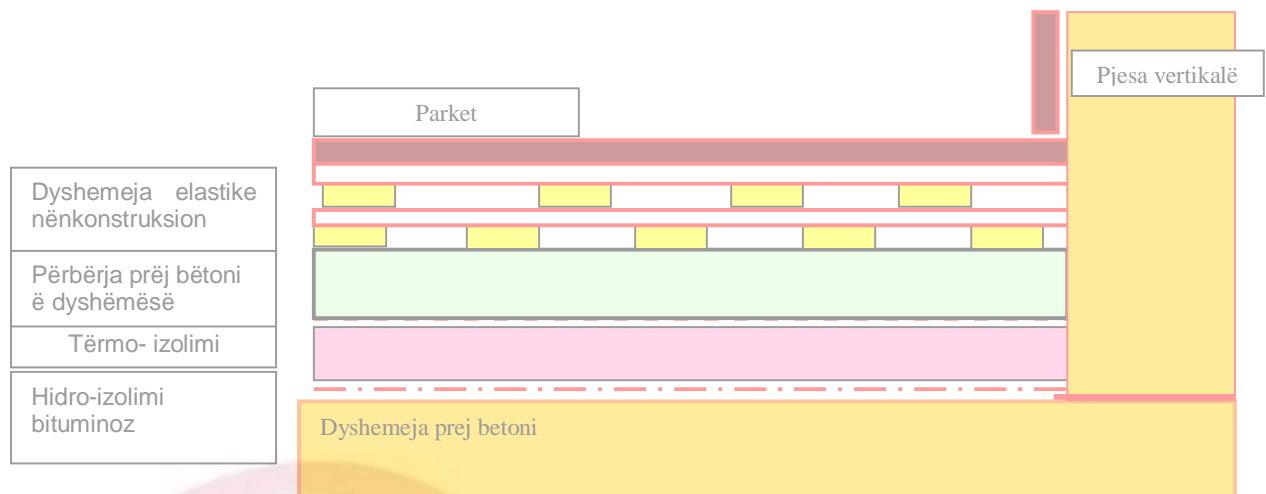 Pjesa vertikalë
Parket
Dyshemeja elastike
nënkonstruksion
Përbërja prëj bëtoni
ë dyshëmësë
Tërmo- izolimi
Hidro-izolimi
bituminoz
Dyshemeja prej betoni